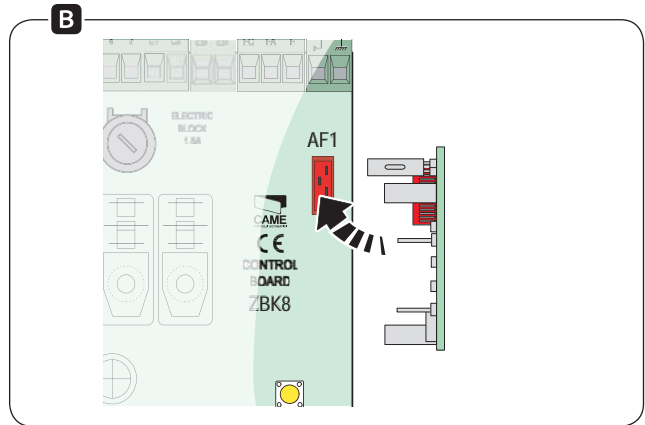 B
FC FA F
ELECTRIC
BLOCK
1.6A
AF1
CAME
CE
CONTROL
BOARD
ZBK8